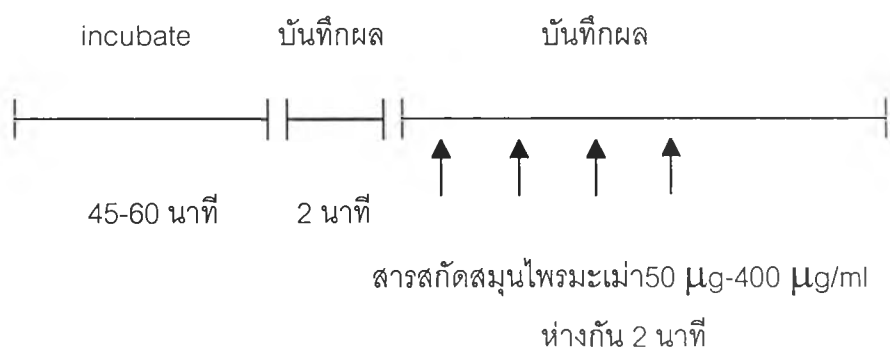 incubate บันทึกผล บันทึกผล
45-60 นาที 2 นาที
สารสกัดสมุนไพรมะเม่า50 μg-400 μg/ml
ห่างกัน 2 นาที